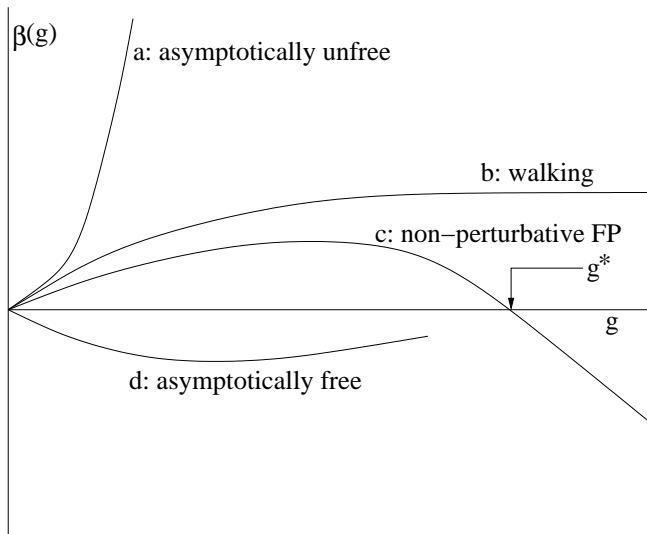 β(g)
a: asymptotically unfree
b: walking
c: non−perturbative FP
g*
g
d: asymptotically free